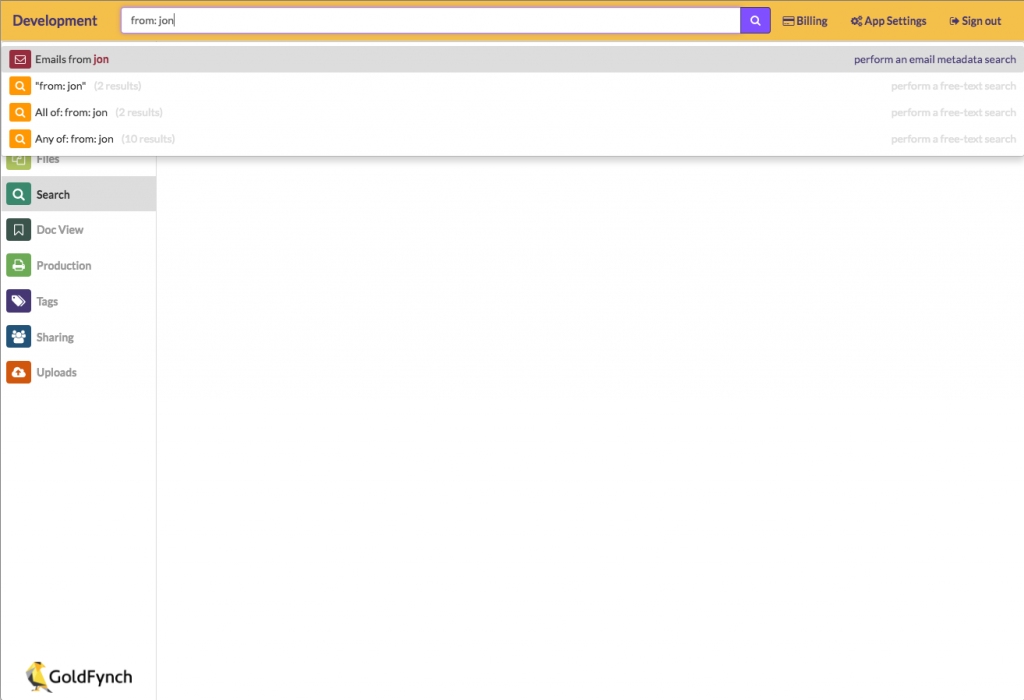 Development
from: jon
Billing
App Settings
Sign out
Emails from jon
perform an email metadata search
"from: jon" (2 results)
perform a free-text search
All of: from: jon (2 results)
perform a free-text search
Any of: from: jon (10 results)
perform a free-text search
Files
Search
Doc View
Production
Tags
Sharing
Uploads
GoldFynch